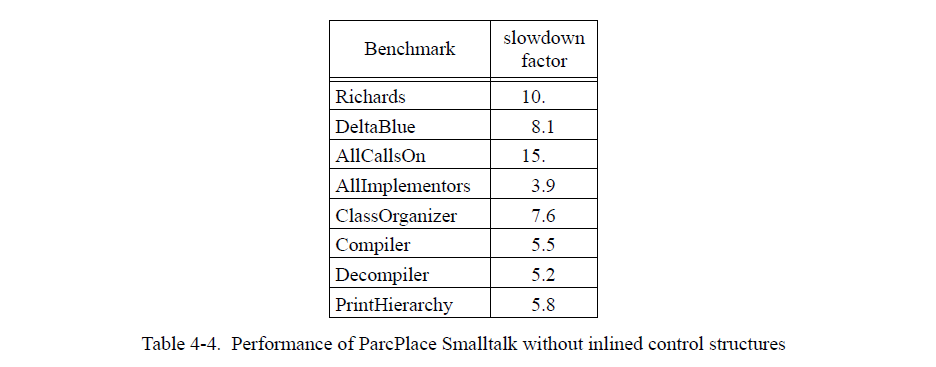 Benchmark slowdown factor
Richards 10.
DeltaBlue 8.1
AllCallsOn 15.
AllImplementors 3.9
ClassOrganizer 7.6
Compiler 5.5
Decompiler 5.2
PrintHierarchy 5.8
Table 4-4. Performance of ParcPlace Smalltalk without inlined control structures